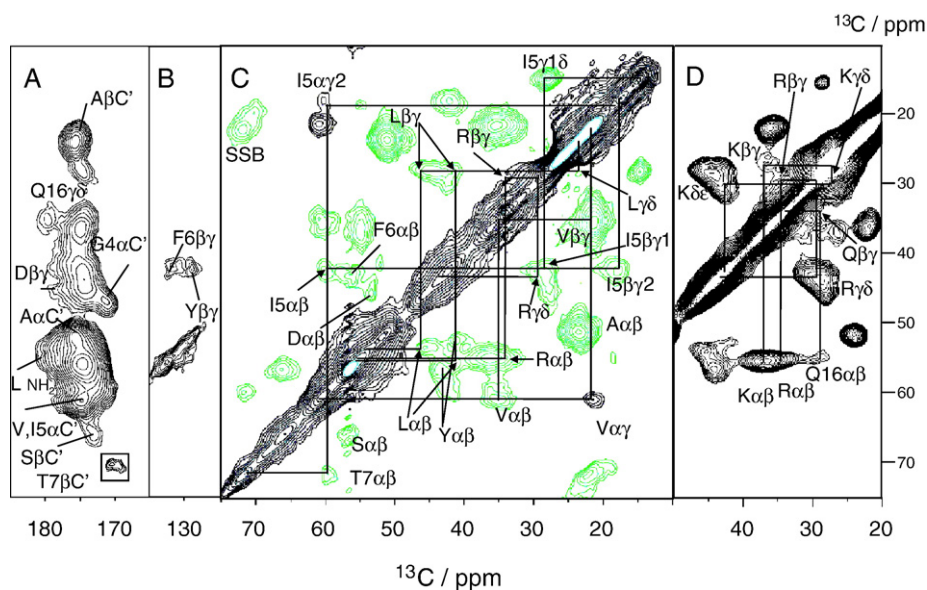 ¹³C / ppm
A
B
C
D
AβC'
Q16γδ
G4αC'
Dβγ
AαC'
L NH
V,I5αC'
SβC'
T7βC'
F6βγ
Yβγ
SSB
I5αγ2
Lβγ
Rβγ
I5γ1δ
Lγδ
Vβγ
I5βγ1
I5βγ2
F6αβ
I5αβ
Dαβ
Rγδ
Aαβ
Rαβ
Lαβ
Yαβ
Vαβ
Vαγ
Sαβ
T7αβ
Rβγ
Kγδ
Kβγ
Kδε
Qβγ
Rγδ
Q16αβ
Kαβ
Rαβ
20
30
40
50
60
70
180 170
130
70 60 50 40 30 20
40 30 20
¹³C / ppm